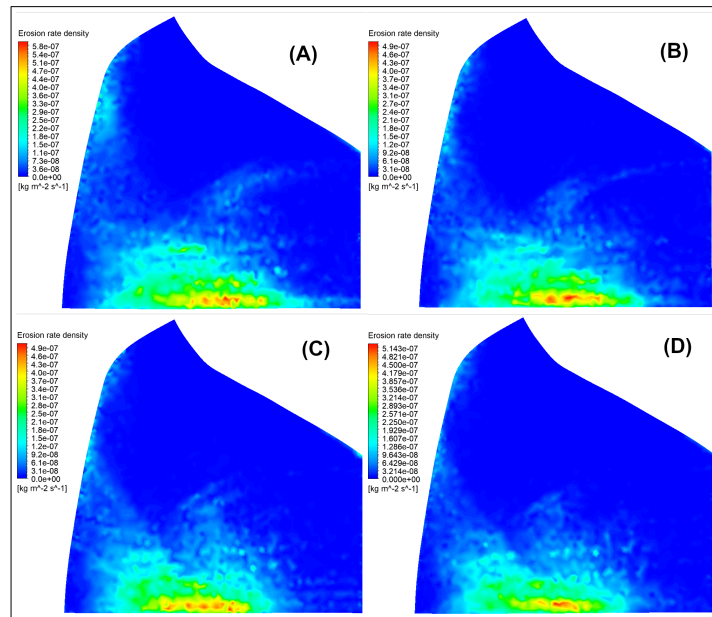 Erosion rate density
5.8e-07
5.4e-07
5.1e-07
4.7e-07
4.4e-07
4.0e-07
3.6e-07
3.3e-07
2.9e-07
2.5e-07
2.2e-07
1.8e-07
1.5e-07
1.1e-07
7.3e-08
3.6e-08
0.0e+00
[kg m^-2 s^-1]
(A)
Erosion rate density
4.9e-07
4.6e-07
4.3e-07
4.0e-07
3.7e-07
3.4e-07
3.1e-07
2.7e-07
2.4e-07
2.1e-07
1.8e-07
1.5e-07
1.2e-07
9.2e-08
6.1e-08
3.1e-08
0.0e+00
[kg m^-2 s^-1]
(B)
Erosion rate density
4.9e-07
4.6e-07
4.3e-07
4.0e-07
3.7e-07
3.4e-07
3.1e-07
2.8e-07
2.5e-07
2.1e-07
1.8e-07
1.5e-07
1.2e-07
9.2e-08
6.1e-08
3.1e-08
0.0e+00
[kg m^-2 s^-1]
(C)
Erosion rate density
5.143e-07
4.821e-07
4.500e-07
4.179e-07
3.857e-07
3.536e-07
3.214e-07
2.893e-07
2.571e-07
2.250e-07
1.929e-07
1.607e-07
1.286e-07
9.643e-08
6.429e-08
3.214e-08
0.000e+00
[kg m^-2 s^-1]
(D)